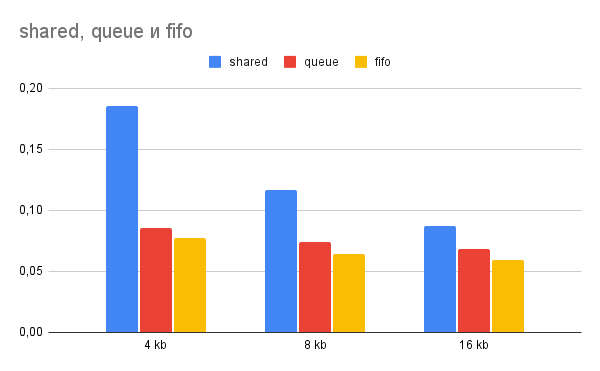 shared, queue и fifo
shared queue fifo
0,20
0,15
0,10
0,05
0,00
4 kb 8 kb 16 kb